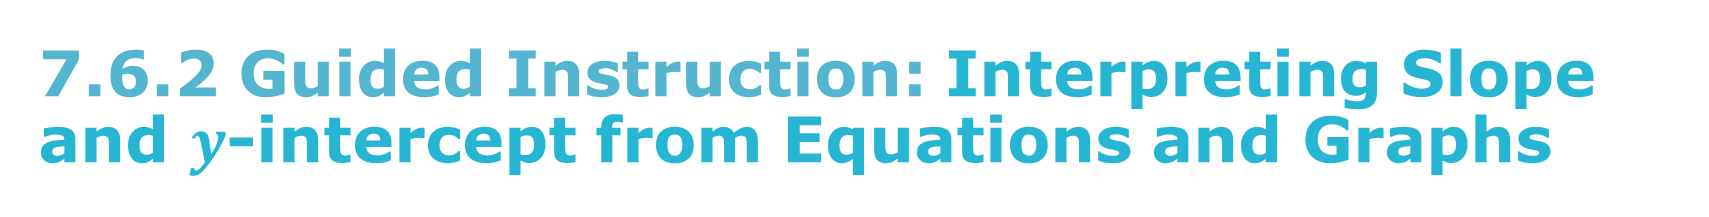 7.6.2 Guided Instruction: Interpreting Slope
and y-intercept from Equations and Graphs